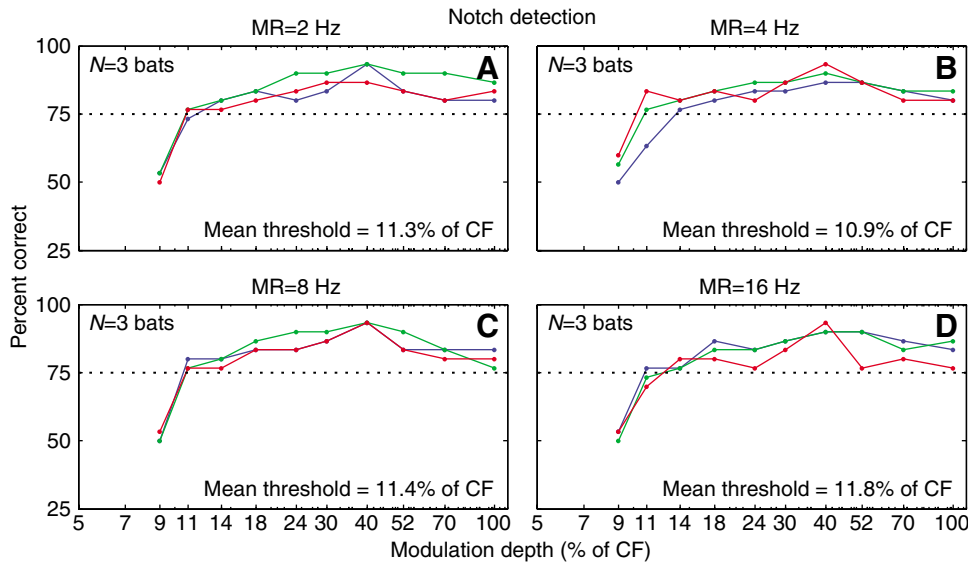 Notch detection
MR=2 Hz
MR=4 Hz
100
75
50
25
N=3 bats
A
Mean threshold = 11.3% of CF
N=3 bats
B
Mean threshold = 10.9% of CF
Percent correct
MR=8 Hz
MR=16 Hz
100
75
50
25
N=3 bats
C
Mean threshold = 11.4% of CF
N=3 bats
D
Mean threshold = 11.8% of CF
5 7 9 11 14 18 24 30 40 52 70 100
5 7 9 11 14 18 24 30 40 52 70 100
Modulation depth (% of CF)